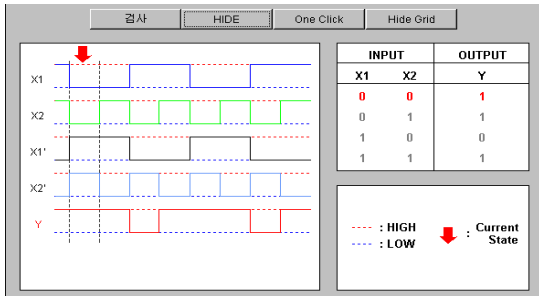 검사 HIDE One Click Hide Grid
X1
X2
X1'
X2'
Y
INPUT OUTPUT
X1 X2 Y
0 0 1
0 1 1
1 0 0
1 1 1
---- : HIGH
---- : LOW
: Current
State